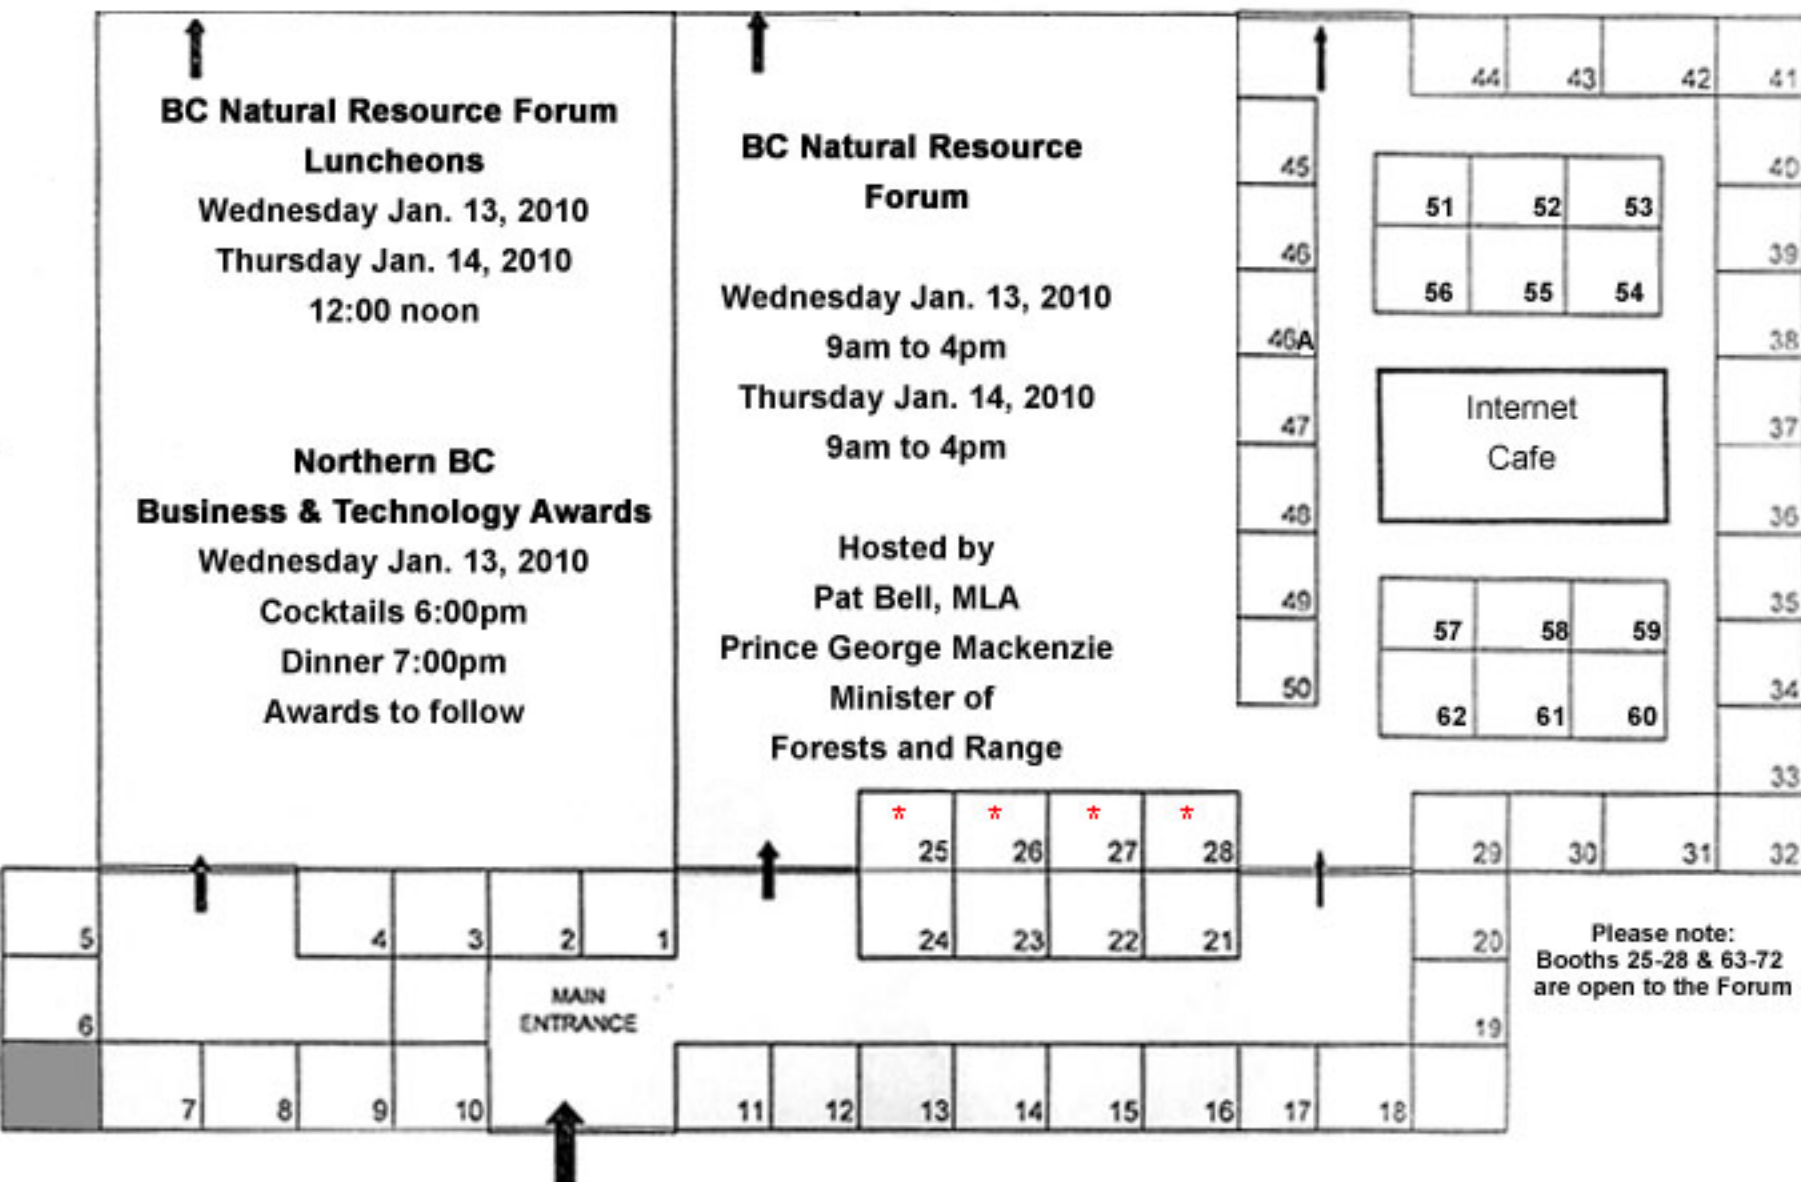 BC Natural Resource Forum
Luncheons
Wednesday Jan. 13, 2010
Thursday Jan. 14, 2010
12:00 noon
Northern BC
Business & Technology Awards
Wednesday Jan. 13, 2010
Cocktails 6:00pm
Dinner 7:00pm
Awards to follow
BC Natural Resource
Forum
Wednesday Jan. 13, 2010
9am to 4pm
Thursday Jan. 14, 2010
9am to 4pm
Hosted by
Pat Bell, MLA
Prince George Mackenzie
Minister of
Forests and Range
44 43 42 41
45
46
46A
47
48
49
50
51 52 53
56 55 54
Internet
Cafe
57 58 59
62 61 60
40
39
38
37
36
35
34
33
* * * *
25 26 27 28
29 30 31 32
24 23 22 21
20
19
5
6
4 3 2 1
MAIN
ENTRANCE
7 8 9 10
11 12 13 14 15 16 17 18
Please note:
Booths 25-28 & 63-72
are open to the Forum